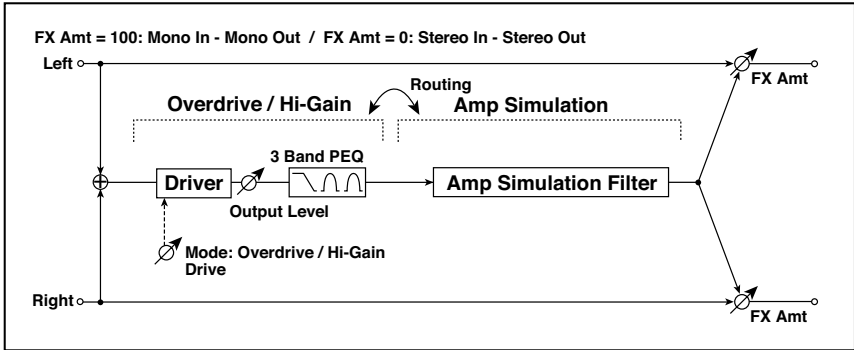 FX Amt = 100: Mono In - Mono Out / FX Amt = 0: Stereo In - Stereo Out
Left
FX Amt
Routing
Overdrive / Hi-Gain
Amp Simulation
3 Band PEQ
Driver
Amp Simulation Filter
Output Level
Mode: Overdrive / Hi-Gain
Drive
Right
FX Amt